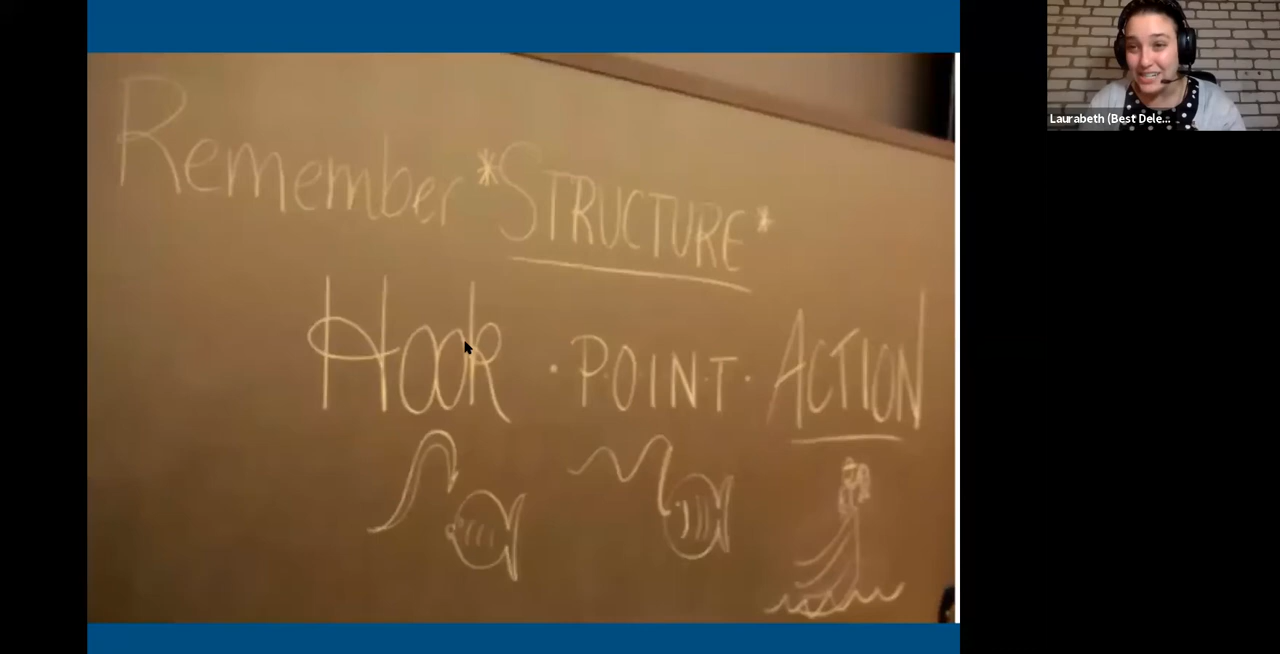 Remember *STRUCTURE*
Hook · POINT · ACTION
Laurabeth (Best Dele...